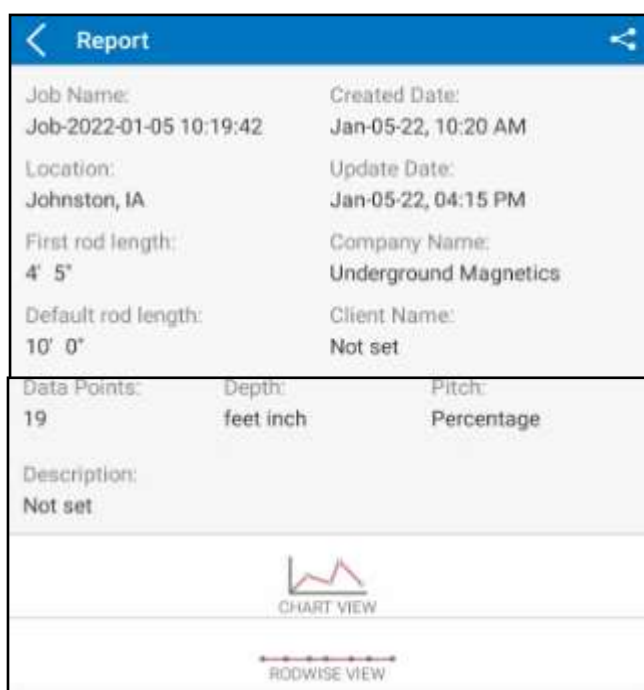 Report
Job Name: Created Date:
Job-2022-01-05 10:19:42 Jan-05-22, 10:20 AM
Location: Update Date:
Johnston, IA Jan-05-22, 04:15 PM
First rod length: Company Name:
4' 5" Underground Magnetics
Default rod length: Client Name:
10' 0" Not set
Data Points: Depth: Pitch:
19 feet inch Percentage
Description:
Not set
CHART VIEW
RODWISE VIEW